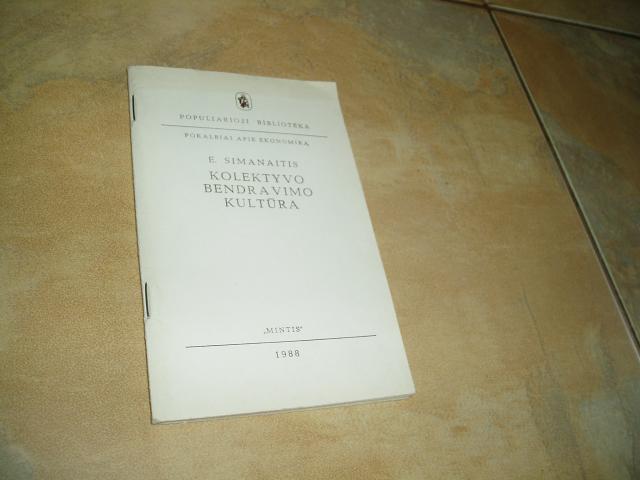 POPULIARIOJI BIBLIOTEKA
POKALBIAI APIE EKONOMIKĄ
E. SIMANAITIS
KOLEKTYVO
BENDRAVIMO
KULTŪRA
„MINTIS“
1988